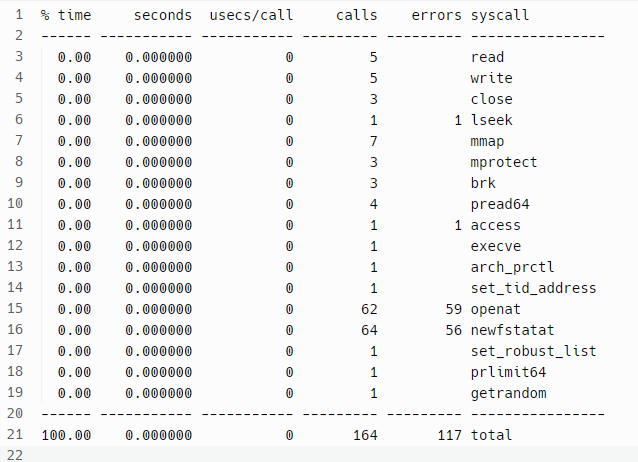 1 % time     seconds  usecs/call     calls    errors syscall
2 ------ ----------- ----------- --------- --------- ----------------
3   0.00    0.000000           0         5           read
4   0.00    0.000000           0         5           write
5   0.00    0.000000           0         3           close
6   0.00    0.000000           0         1         1 lseek
7   0.00    0.000000           0         7           mmap
8   0.00    0.000000           0         3           mprotect
9   0.00    0.000000           0         3           brk
10   0.00    0.000000           0         4           pread64
11   0.00    0.000000           0         1         1 access
12   0.00    0.000000           0         1           execve
13   0.00    0.000000           0         1           arch_prctl
14   0.00    0.000000           0         1           set_tid_address
15   0.00    0.000000           0        62        59 openat
16   0.00    0.000000           0        64        56 newfstatat
17   0.00    0.000000           0         1           set_robust_list
18   0.00    0.000000           0         1           prlimit64
19   0.00    0.000000           0         1           getrandom
20 ------ ----------- ----------- --------- --------- ----------------
21 100.00    0.000000           0       164       117 total
22